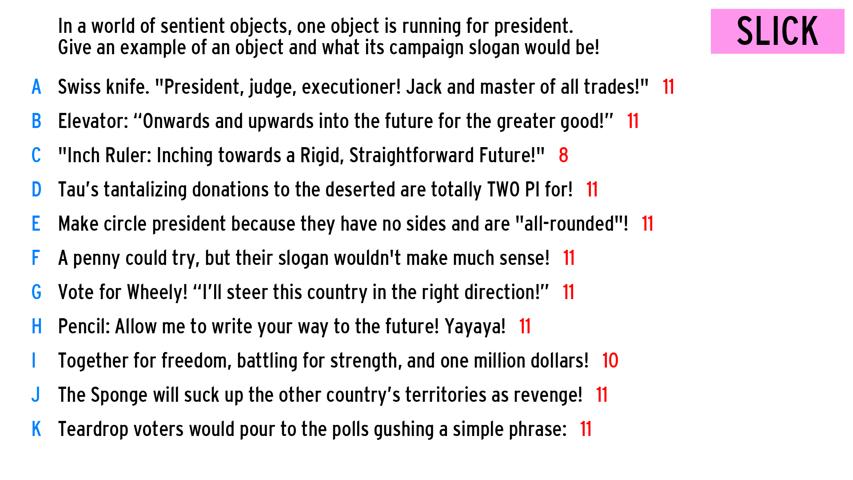 In a world of sentient objects, one object is running for president.
Give an example of an object and what its campaign slogan would be!
SLICK
A Swiss knife. "President, judge, executioner! Jack and master of all trades!" 11
B Elevator: “Onwards and upwards into the future for the greater good!” 11
C "Inch Ruler: Inching towards a Rigid, Straightforward Future!" 8
D Tau’s tantalizing donations to the deserted are totally TWO PI for! 11
E Make circle president because they have no sides and are "all-rounded"! 11
F A penny could try, but their slogan wouldn't make much sense! 11
G Vote for Wheely! “I’ll steer this country in the right direction!” 11
H Pencil: Allow me to write your way to the future! Yayaya! 11
I Together for freedom, battling for strength, and one million dollars! 10
J The Sponge will suck up the other country’s territories as revenge! 11
K Teardrop voters would pour to the polls gushing a simple phrase: 11